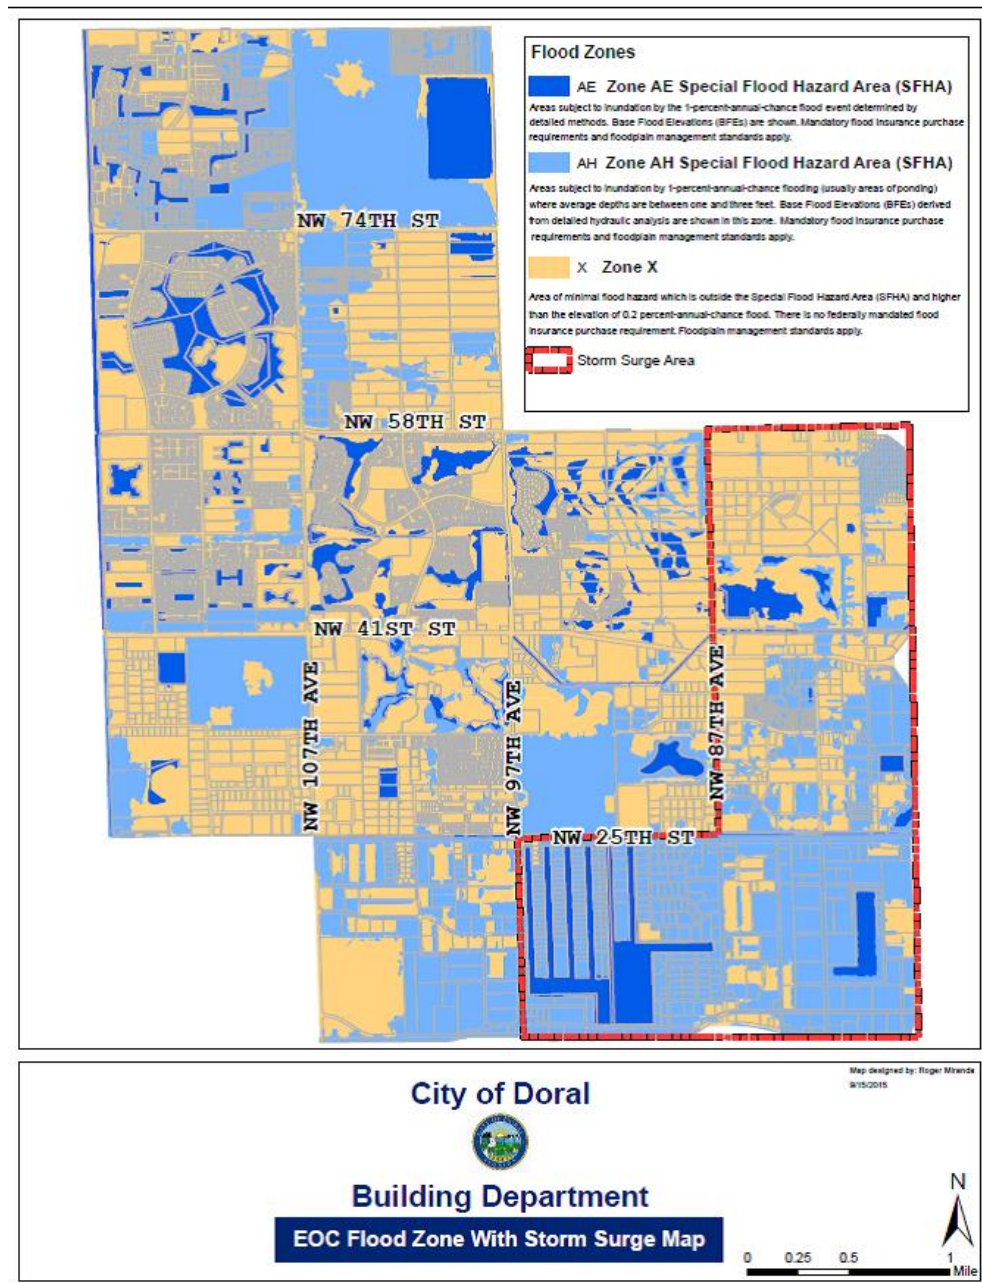 Flood Zones
AE Zone AE Special Flood Hazard Area (SFHA)
Areas subject to inundation by the 1-percent-annual-chance flood event determined by
detailed methods. Base Flood Elevations (BFEs) are shown. Mandatory flood insurance purchase
requirements and floodplain management standards apply.
AH Zone AH Special Flood Hazard Area (SFHA)
Areas subject to inundation by 1-percent-annual-chance flooding (usually areas of ponding)
where average depths are between one and three feet. Base Flood Elevations (BFEs) derived
from detailed hydraulic analysis are shown in this zone. Mandatory flood insurance purchase
requirements and floodplain management standards apply.
X Zone X
Area of minimal flood hazard which is outside the Special Flood Hazard Area (SFHA) and higher
than the elevation of 0.2 percent-annual-chance flood. There is no federally mandated flood
insurance purchase requirement. Floodplain management standards apply.
Storm Surge Area
NW 74TH ST
NW 58TH ST
NW 41ST ST
NW 107TH AVE
NW 97TH AVE
NW 87TH AVE
NW 25TH ST
Map designed by: Roger Miranda
9/15/2015
City of Doral
Building Department
EOC Flood Zone With Storm Surge Map
N
0 0.25 0.5 1
Mile